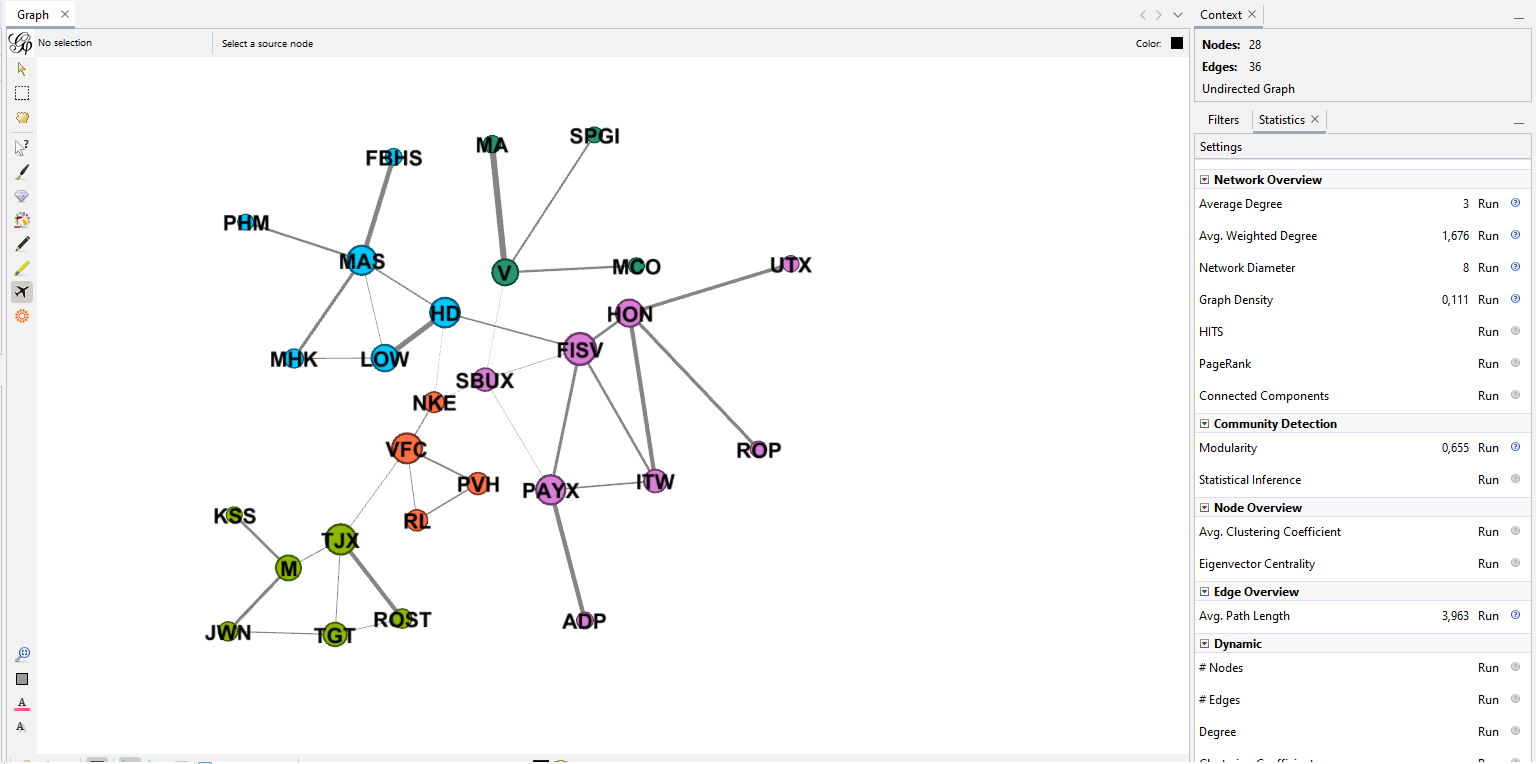 Graph
No selection
Select a source node
Color:
Context
Nodes: 28
Edges: 36
Undirected Graph
Filters
Statistics
Settings
Network Overview
Average Degree 3 Run
Avg. Weighted Degree 1,676 Run
Network Diameter 8 Run
Graph Density 0,111 Run
HITS Run
PageRank Run
Connected Components Run
Community Detection
Modularity 0,655 Run
Statistical Inference Run
Node Overview
Avg. Clustering Coefficient Run
Eigenvector Centrality Run
Edge Overview
Avg. Path Length 3,963 Run
Dynamic
# Nodes Run
# Edges Run
Degree Run
SPGI
MA
FBHS
PHM
MAS
V
MCO
UTX
HD
HON
FISV
MHK
LOW
SBUX
NKE
VFC
ROP
PVH
PAYX
ITW
KSS
RL
TJX
M
ROST
ADP
JWN
TGT